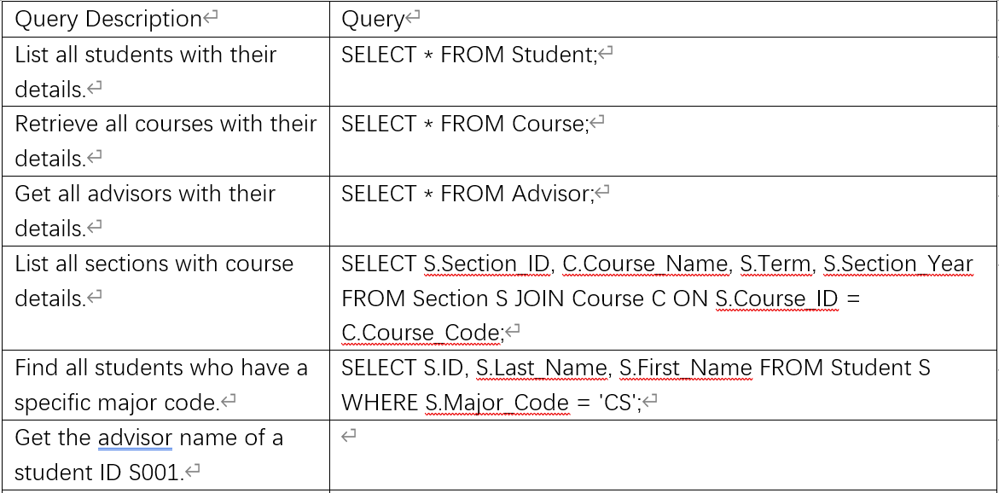 Query Description
Query
List all students with their
details.
SELECT * FROM Student;
Retrieve all courses with their
details.
SELECT * FROM Course;
Get all advisors with their
details.
SELECT * FROM Advisor;
List all sections with course
details.
SELECT S.Section_ID, C.Course_Name, S.Term, S.Section_Year
FROM Section S JOIN Course C ON S.Course_ID =
C.Course_Code;
Find all students who have a
specific major code.
SELECT S.ID, S.Last_Name, S.First_Name FROM Student S
WHERE S.Major_Code = 'CS';
Get the advisor name of a
student ID S001.